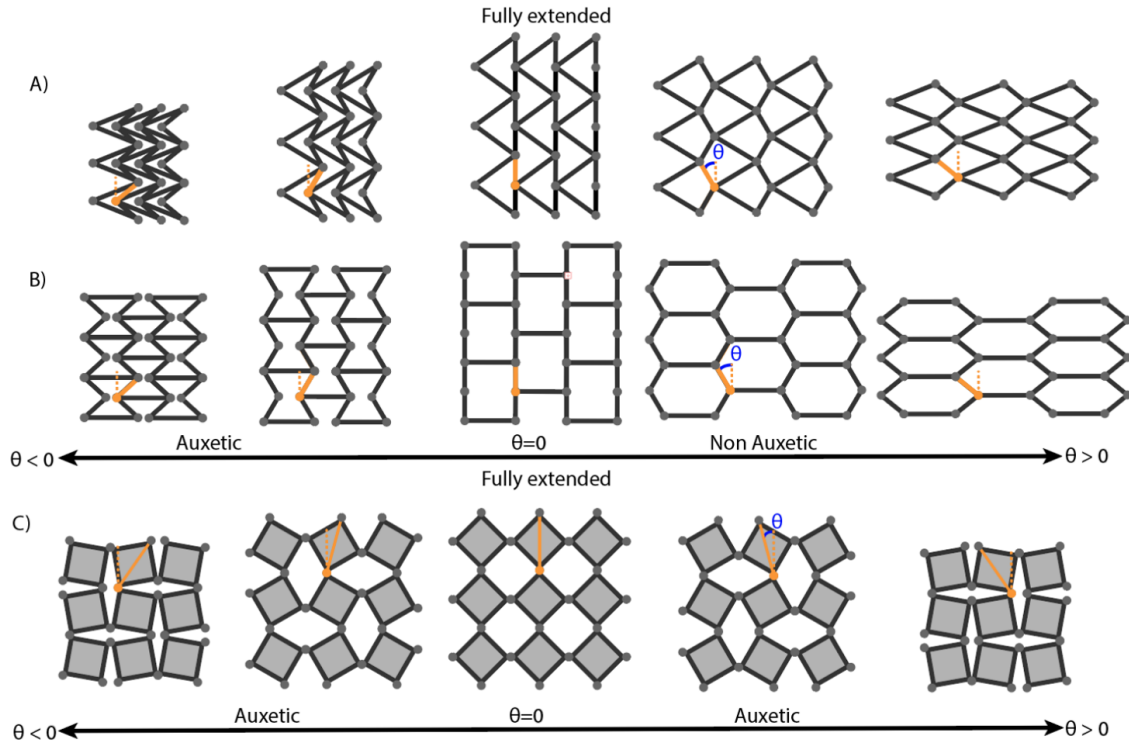 Fully extended
A)
θ
B)
θ
Auxetic
θ=0
Non Auxetic
θ < 0
θ > 0
Fully extended
C)
θ
Auxetic
θ=0
Auxetic
θ < 0
θ > 0